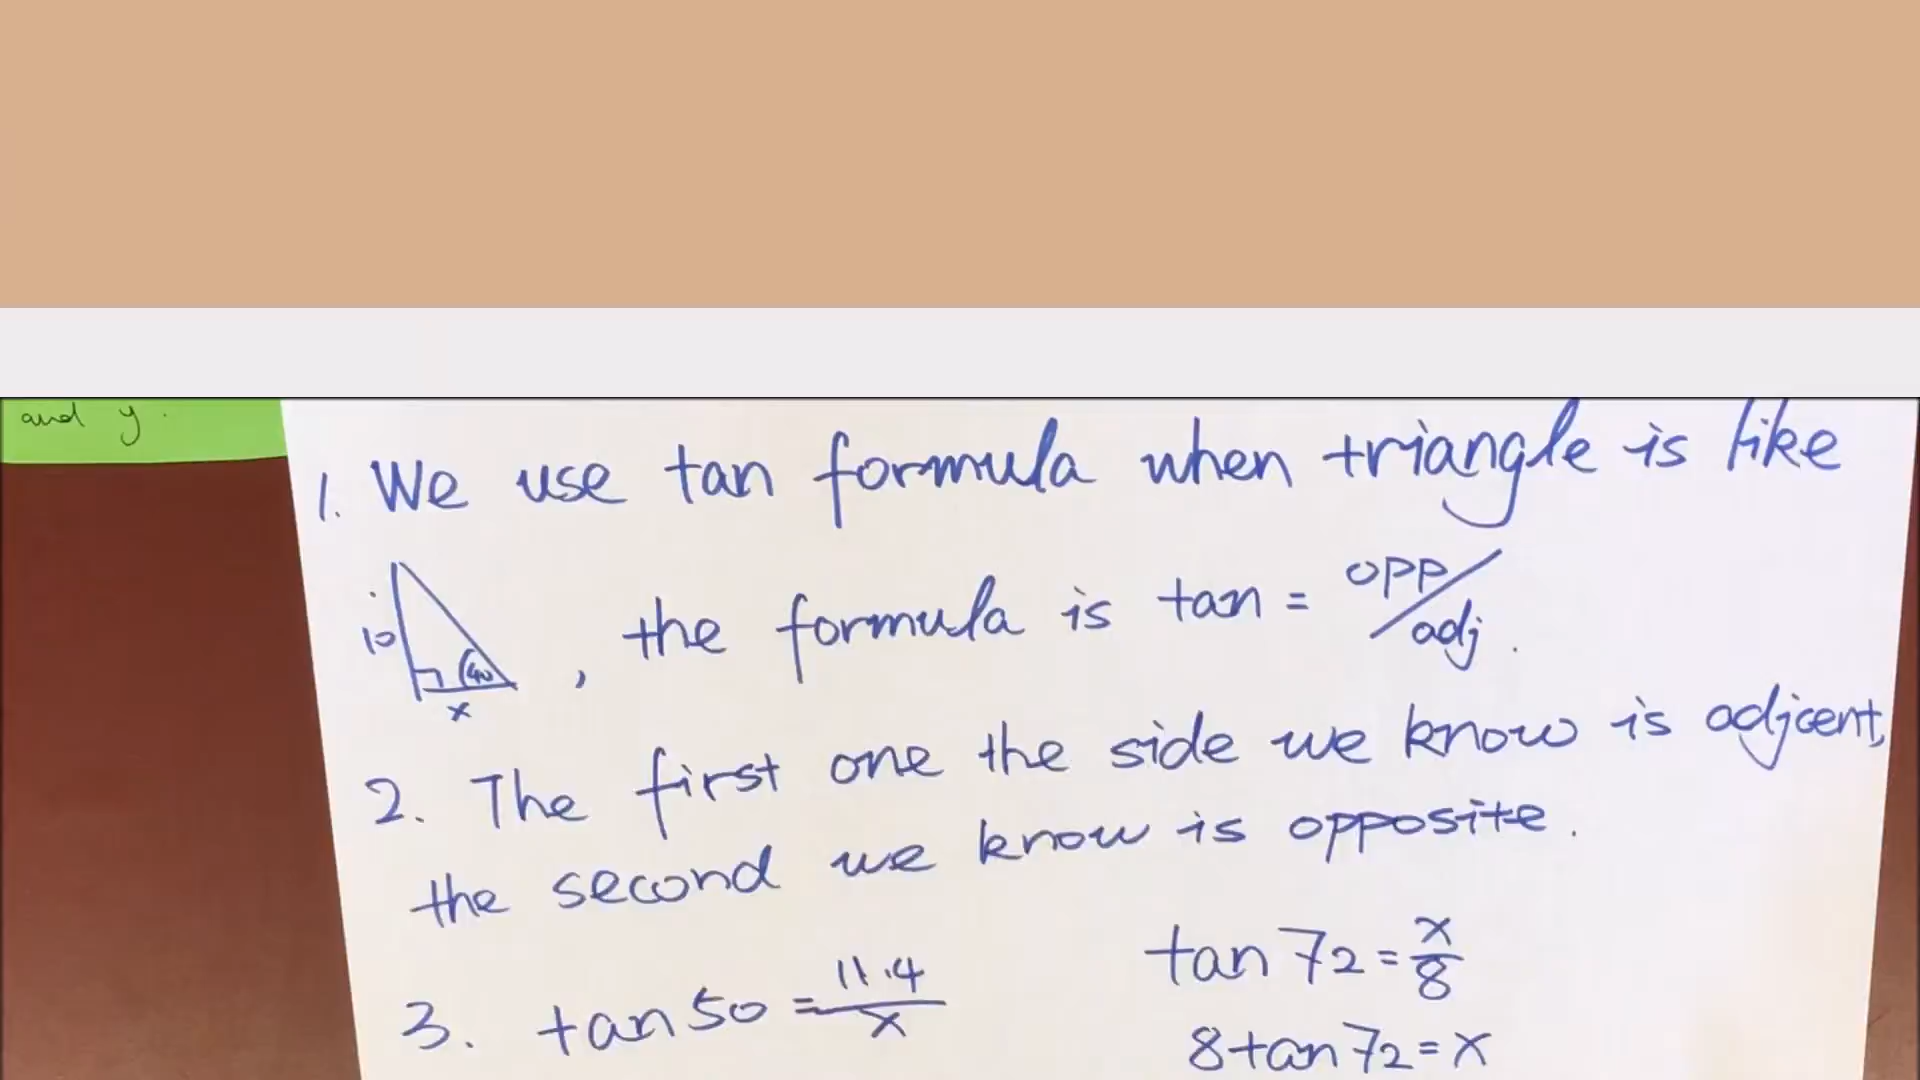 and y.
1. We use tan formula when triangle is like
10 40 x , the formula is tan = opp/adj.
2. The first one the side we know is adjcent,
the second we know is opposite.
3. tan 50 = 11.4/x
tan 72 = x/8
8tan 72 = x